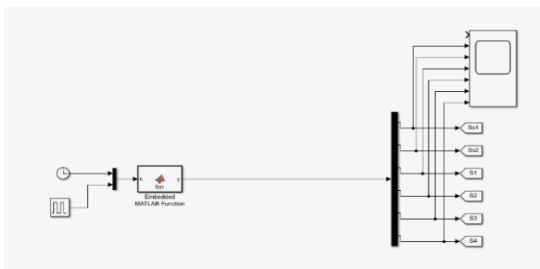 u
y
fcn
Embedded
MATLAB Function
Ss1
Ss2
S1
S2
S3
S4